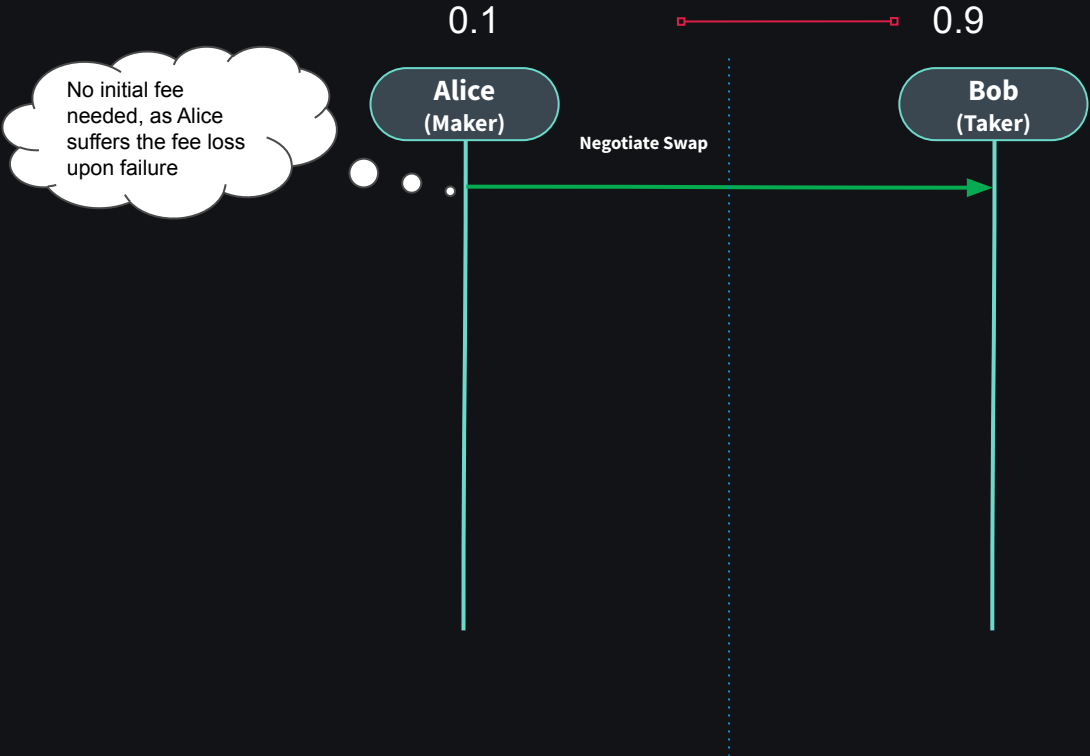 0.1
0.9
No initial fee
needed, as Alice
suffers the fee loss
upon failure
Alice
(Maker)
Negotiate Swap
Bob
(Taker)